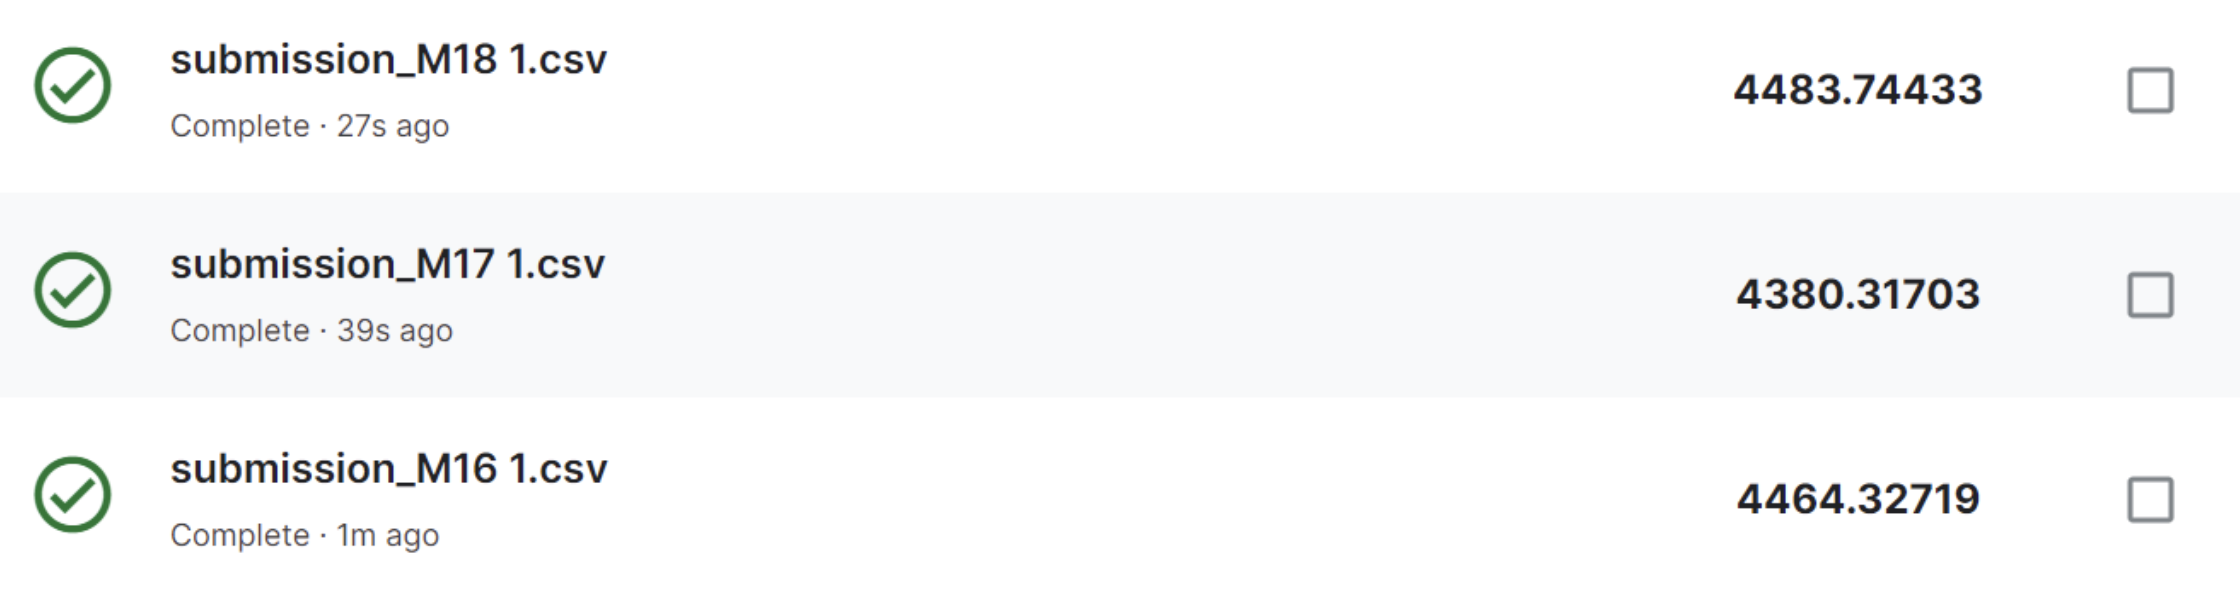 submission_M18 1.csv
4483.74433
Complete · 27s ago
submission_M17 1.csv
4380.31703
Complete · 39s ago
submission_M16 1.csv
4464.32719
Complete · 1m ago